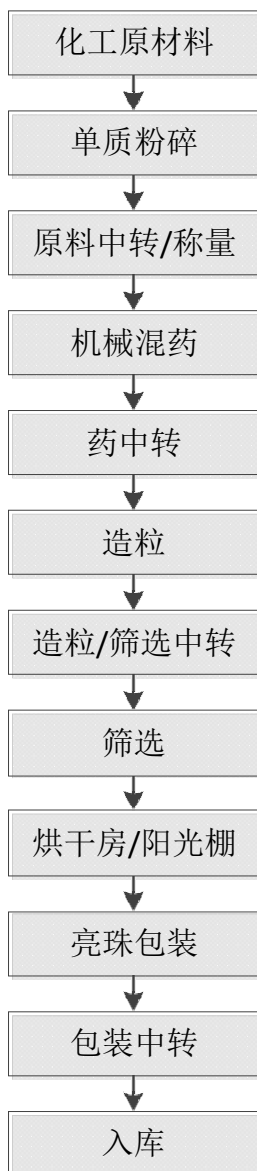 化工原材料
单质粉碎
原料中转/称量
机械混药
药中转
造粒
造粒/筛选中转
筛选
烘干房/阳光棚
亮珠包装
包装中转
入库